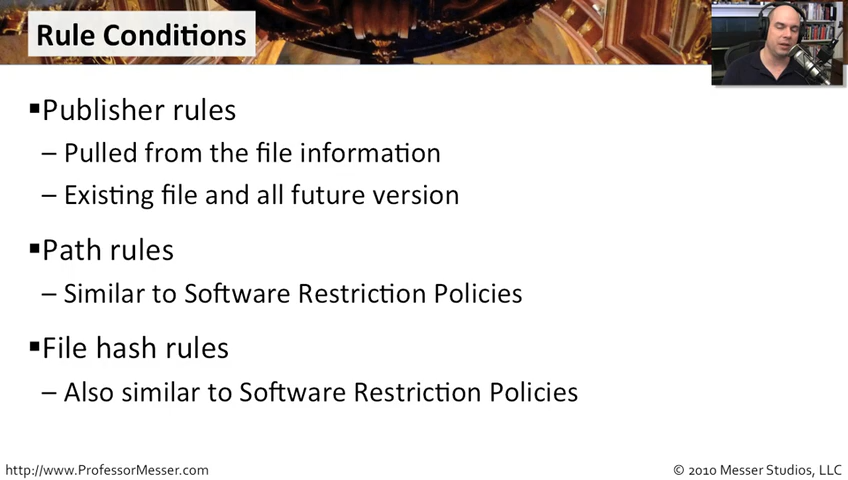 Rule Conditions
▪Publisher rules
– Pulled from the file information
– Existing file and all future version
▪Path rules
– Similar to Software Restriction Policies
▪File hash rules
– Also similar to Software Restriction Policies
http://www.ProfessorMesser.com
© 2010 Messer Studios, LLC